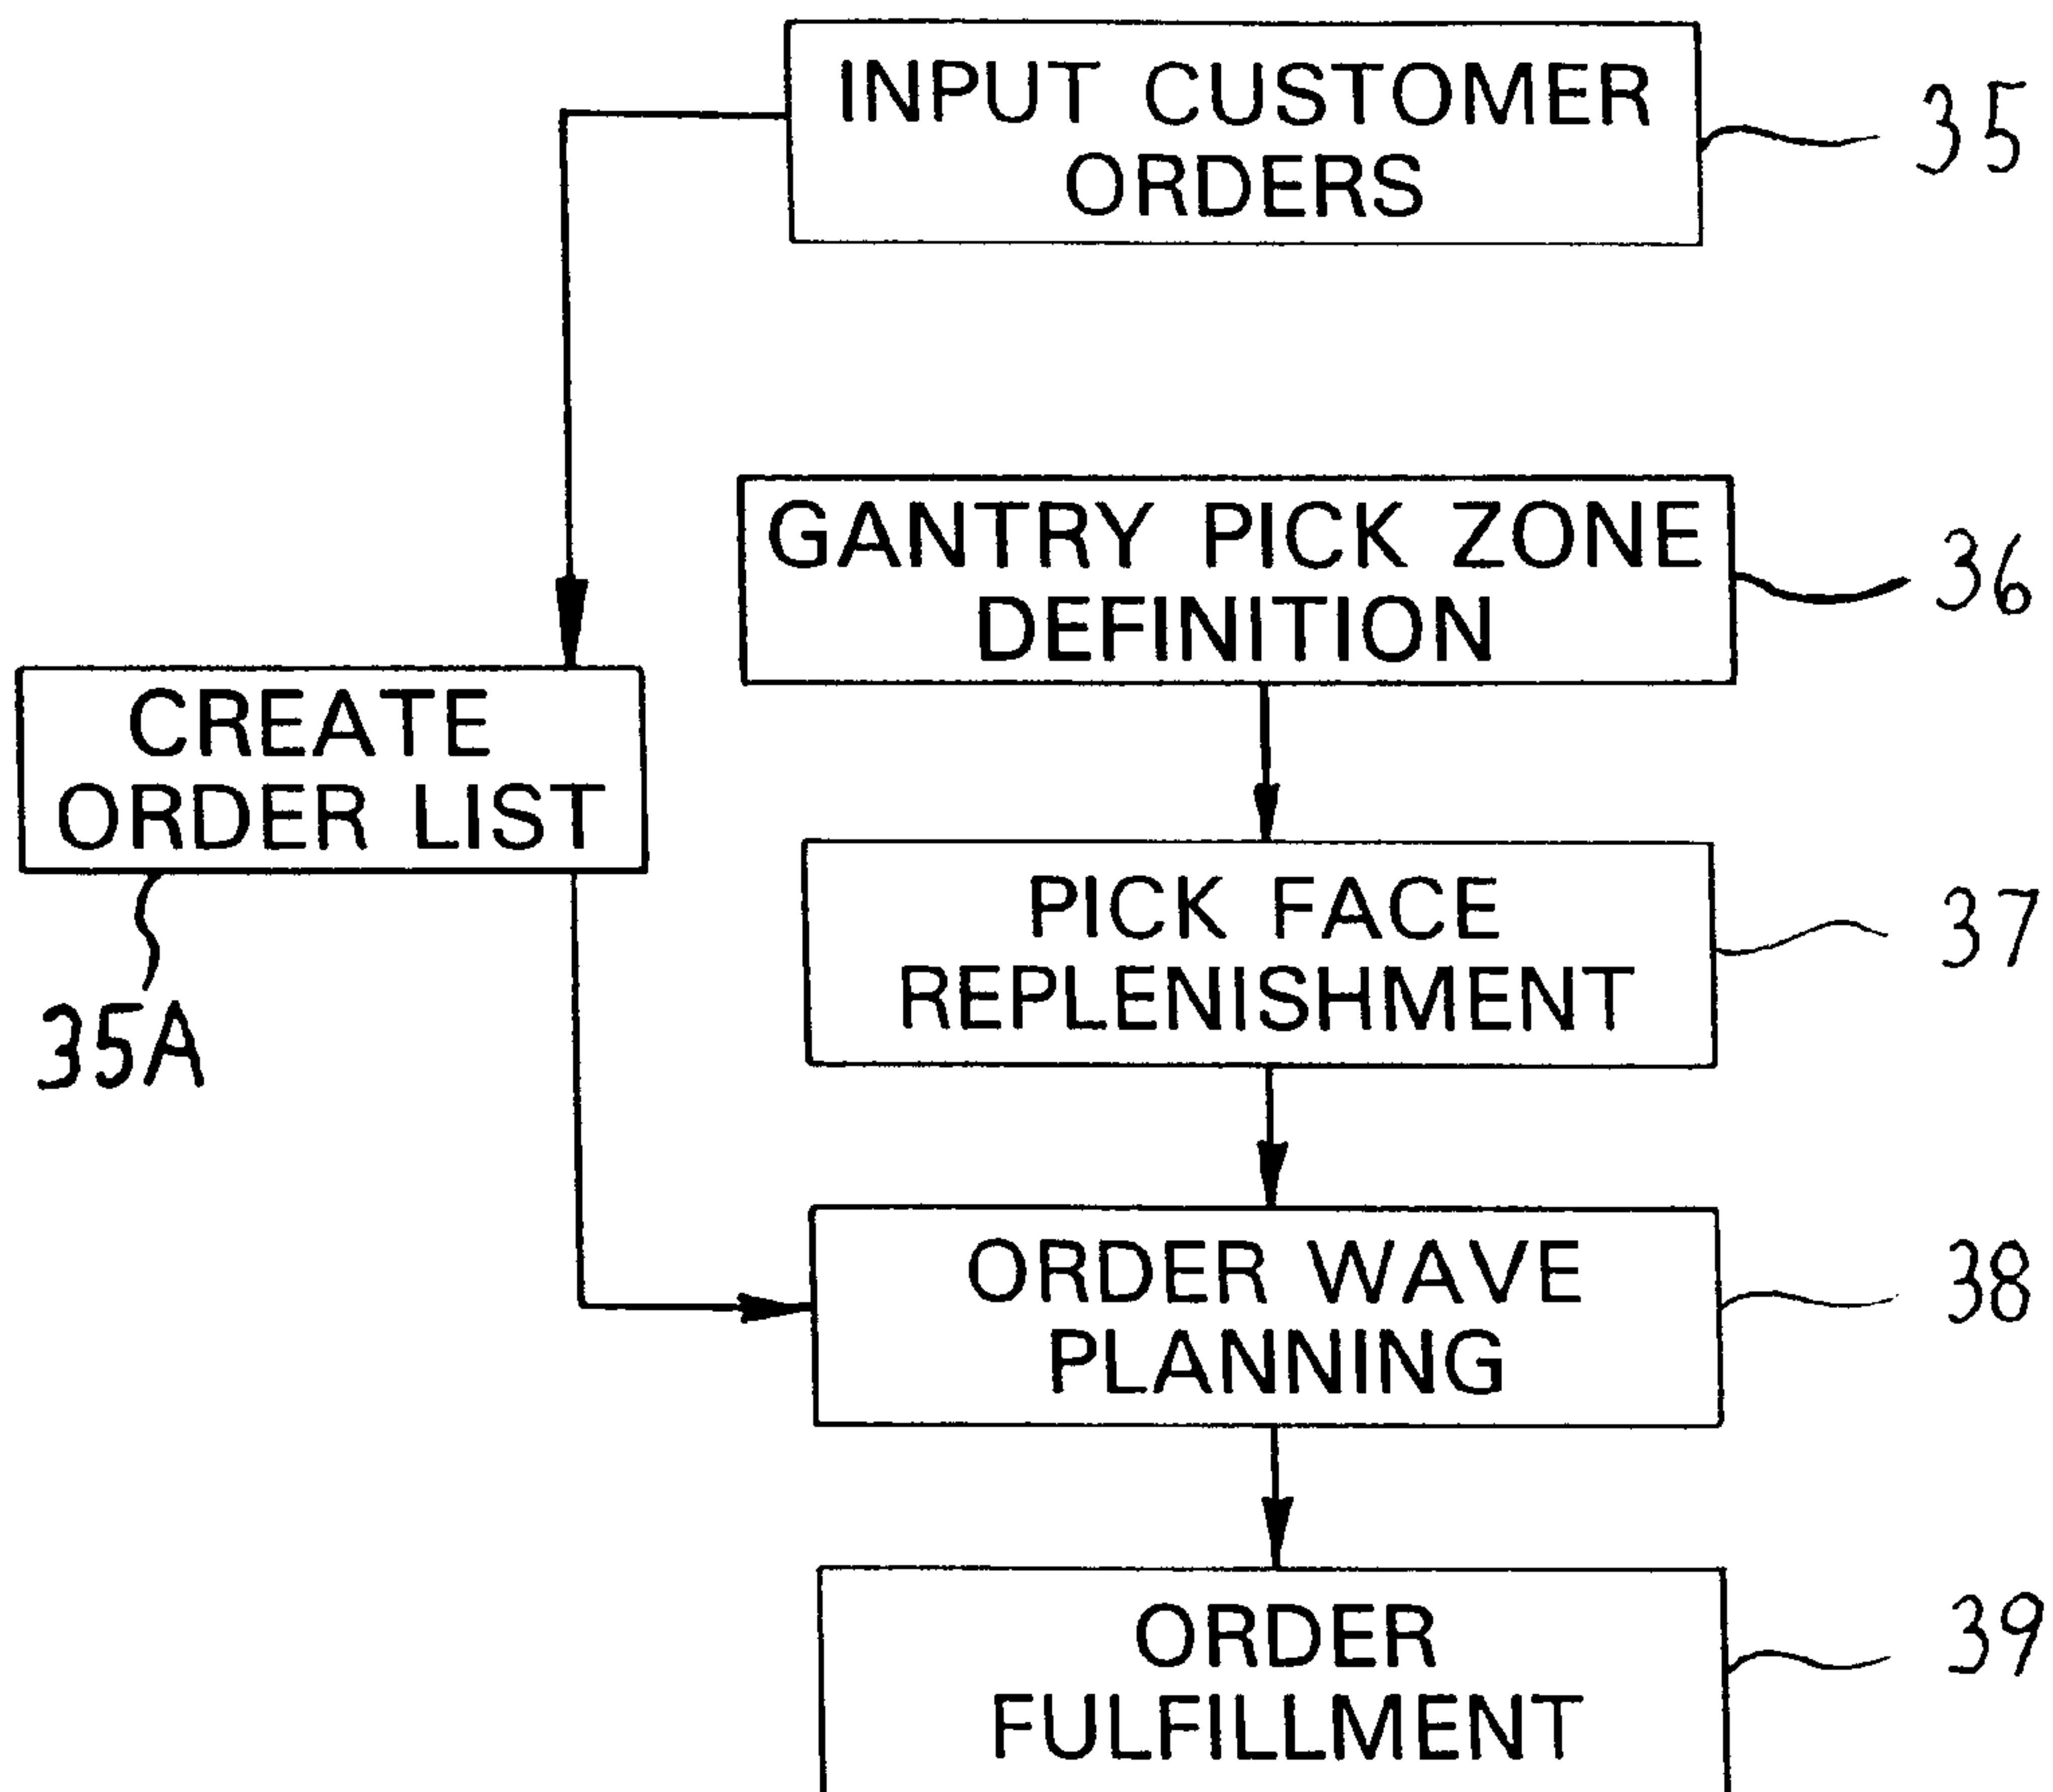 INPUT CUSTOMER
ORDERS
35
GANTRY PICK ZONE
DEFINITION
36
CREATE
ORDER LIST
35A
PICK FACE
REPLENISHMENT
37
ORDER WAVE
PLANNING
38
ORDER
FULFILLMENT
39